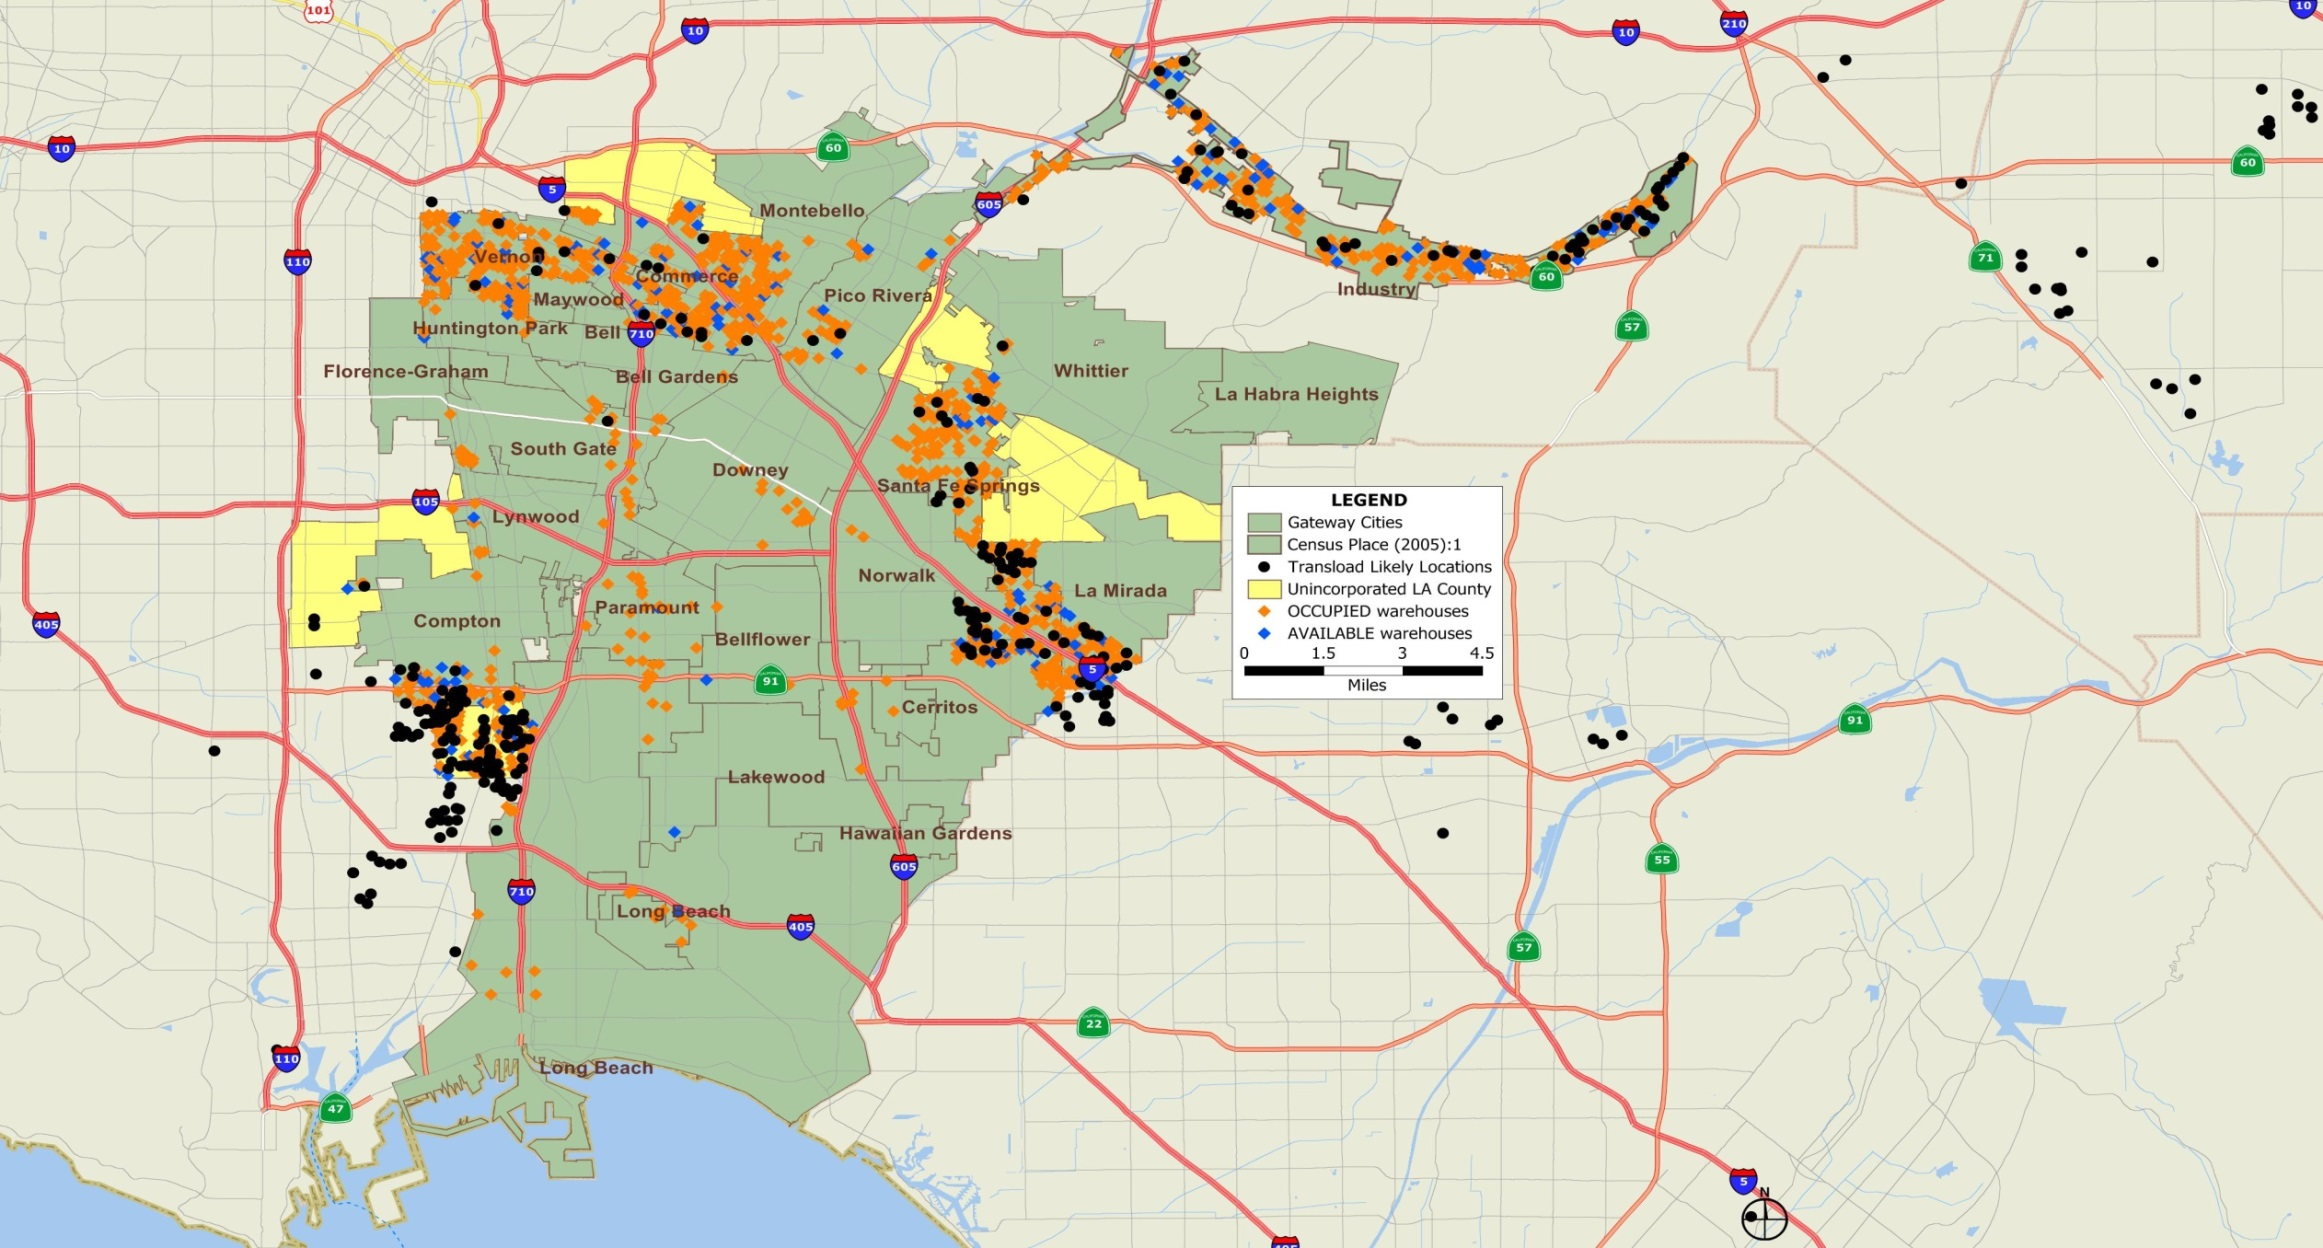 101
10
10
210
10
10
60
CALIFORNIA
60
5
605
Montebello
110
Vernon
Commerce
71
60
Industry
Maywood
Pico Rivera
Huntington Park
Bell
710
57
Florence-Graham
Bell Gardens
Whittier
La Habra Heights
South Gate
Downey
Santa Fe Springs
105
Lynwood
LEGEND
Gateway Cities
Census Place (2005):1
Transload Likely Locations
Unincorporated LA County
OCCUPIED warehouses
AVAILABLE warehouses
0 1.5 3 4.5
Miles
Norwalk
La Mirada
405
Compton
Paramount
Bellflower
5
91
Cerritos
91
Lakewood
Hawaiian Gardens
605
55
710
Long Beach
405
57
22
110
Long Beach
47
5
N
405